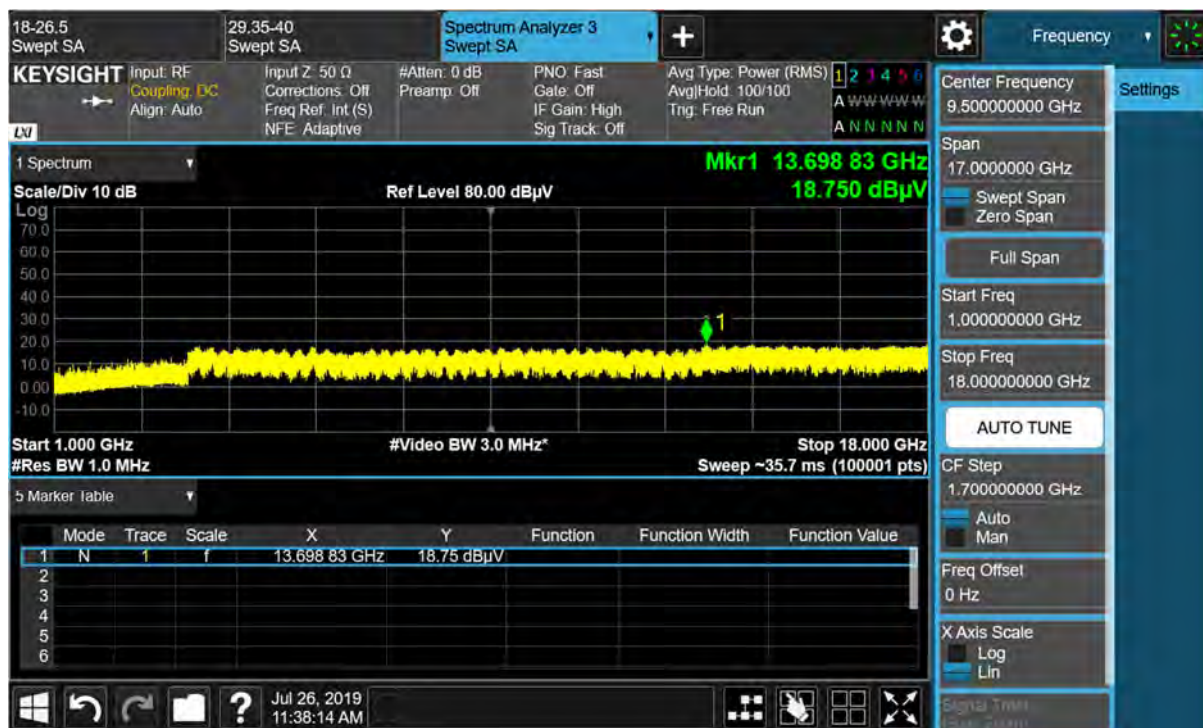 18-26.5
Swept SA
29.35-40
Swept SA
Spectrum Analyzer 3
Swept SA
Frequency
KEYSIGHT
Input: RF
Coupling: DC
Align: Auto
Input Z: 50 Ω
Corrections: Off
Freq Ref: Int (S)
NFE: Adaptive
#Atten: 0 dB
Preamp: Off
PNO: Fast
Gate: Off
IF Gain: High
Sig Track: Off
Avg Type: Power (RMS)
Avg|Hold: 100/100
Trig: Free Run
1 2 3 4 5 6
A W W W W W
A N N N N N
LXI
1 Spectrum
Scale/Div 10 dB
Ref Level 80.00 dBµV
Mkr1 13.698 83 GHz
18.750 dBµV
Log
70.0
60.0
50.0
40.0
30.0
20.0
10.0
0.00
-10.0
1
Start 1.000 GHz
#Video BW 3.0 MHz*
Stop 18.000 GHz
#Res BW 1.0 MHz
Sweep ~35.7 ms (100001 pts)
5 Marker Table
Mode Trace Scale X Y Function Function Width Function Value
1 N 1 f 13.698 83 GHz 18.75 dBµV
2
3
4
5
6
Jul 26, 2019
11:38:14 AM
Center Frequency
9.500000000 GHz
Settings
Span
17.0000000 GHz
Swept Span
Zero Span
Full Span
Start Freq
1.000000000 GHz
Stop Freq
18.000000000 GHz
AUTO TUNE
CF Step
1.700000000 GHz
Auto
Man
Freq Offset
0 Hz
X Axis Scale
Log
Lin